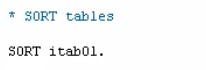 * SORT tables
SORT itab01.